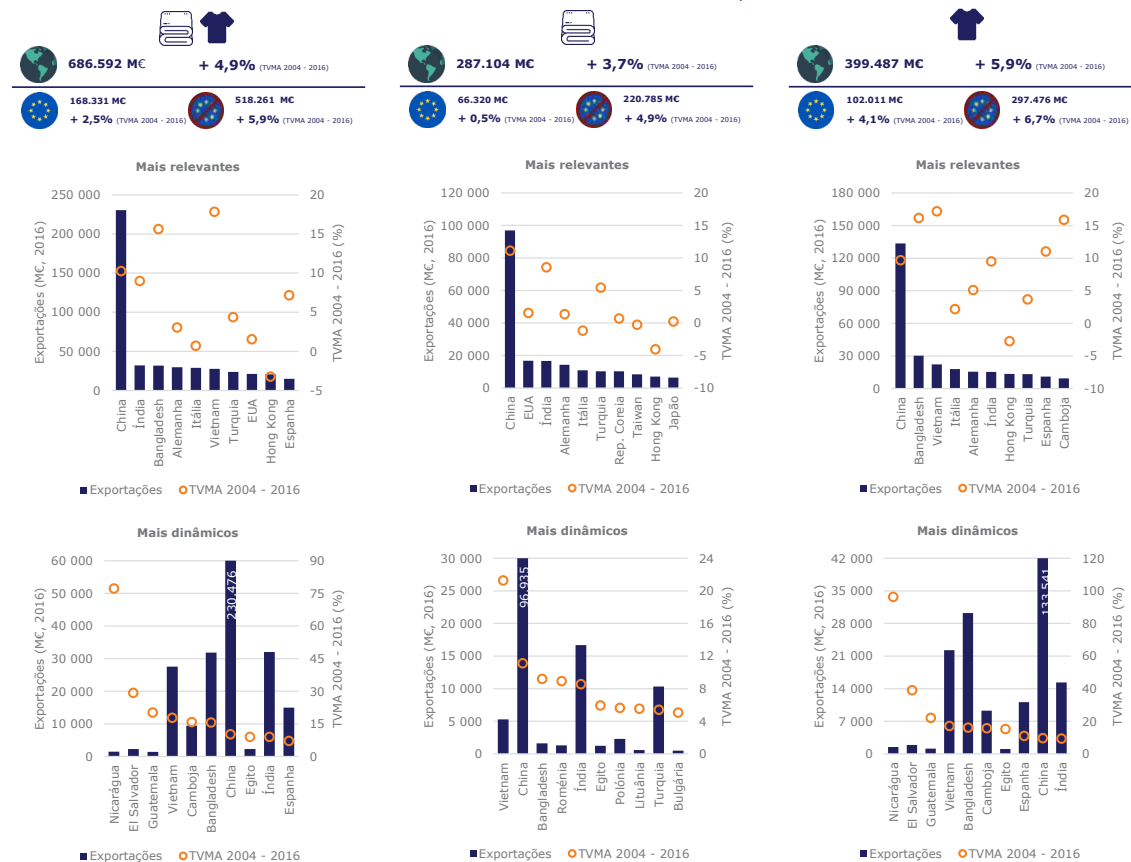 686.592 M€ + 4,9% (TVMA 2004 - 2016)
168.331 M€ 518.261 M€
+ 2,5% (TVMA 2004 - 2016) + 5,9% (TVMA 2004 - 2016)
287.104 M€ + 3,7% (TVMA 2004 - 2016)
66.320 M€ 220.785 M€
+ 0,5% (TVMA 2004 - 2016) + 4,9% (TVMA 2004 - 2016)
399.487 M€ + 5,9% (TVMA 2004 - 2016)
102.011 M€ 297.476 M€
+ 4,1% (TVMA 2004 - 2016) + 6,7% (TVMA 2004 - 2016)
Mais relevantes
Exportações (M€, 2016)
250 000
200 000
150 000
100 000
50 000
0
20
15
10
5
0
-5
TVMA 2004 - 2016 (%)
China
Índia
Bangladesh
Alemanha
Itália
Vietnam
Turquia
EUA
Hong Kong
Espanha
Exportações TVMA 2004 - 2016
Mais relevantes
Exportações (M€, 2016)
120 000
100 000
80 000
60 000
40 000
20 000
0
20
15
10
5
0
-5
-10
TVMA 2004 - 2016 (%)
China
EUA
Índia
Alemanha
Itália
Turquia
Rep. Coreia
Taiwan
Hong Kong
Japão
Exportações TVMA 2004 - 2016
Mais relevantes
Exportações (M€, 2016)
180 000
150 000
120 000
90 000
60 000
30 000
0
20
15
10
5
0
-5
-10
TVMA 2004 - 2016 (%)
China
Bangladesh
Vietnam
Itália
Alemanha
Índia
Hong Kong
Turquia
Espanha
Camboja
Exportações TVMA 2004 - 2016
Mais dinâmicos
Exportações (M€, 2016)
60 000
50 000
40 000
30 000
20 000
10 000
0
230.476
90
75
60
45
30
15
0
TVMA 2004 - 2016 (%)
Nicarágua
El Salvador
Guatemala
Vietnam
Camboja
Bangladesh
China
Egito
Índia
Espanha
Exportações TVMA 2004 - 2016
Mais dinâmicos
Exportações (M€, 2016)
30 000
25 000
20 000
15 000
10 000
5 000
0
96.935
24
20
16
12
8
4
0
TVMA 2004 - 2016 (%)
Vietnam
China
Bangladesh
Roménia
Índia
Egito
Polónia
Lituânia
Turquia
Bulgária
Exportações TVMA 2004 - 2016
Mais dinâmicos
Exportações (M€, 2016)
42 000
35 000
28 000
21 000
14 000
7 000
0
133.541
120
100
80
60
40
20
0
TVMA 2004 - 2016 (%)
Nicarágua
El Salvador
Guatemala
Vietnam
Bangladesh
Camboja
Egito
Espanha
China
Índia
Exportações TVMA 2004 - 2016